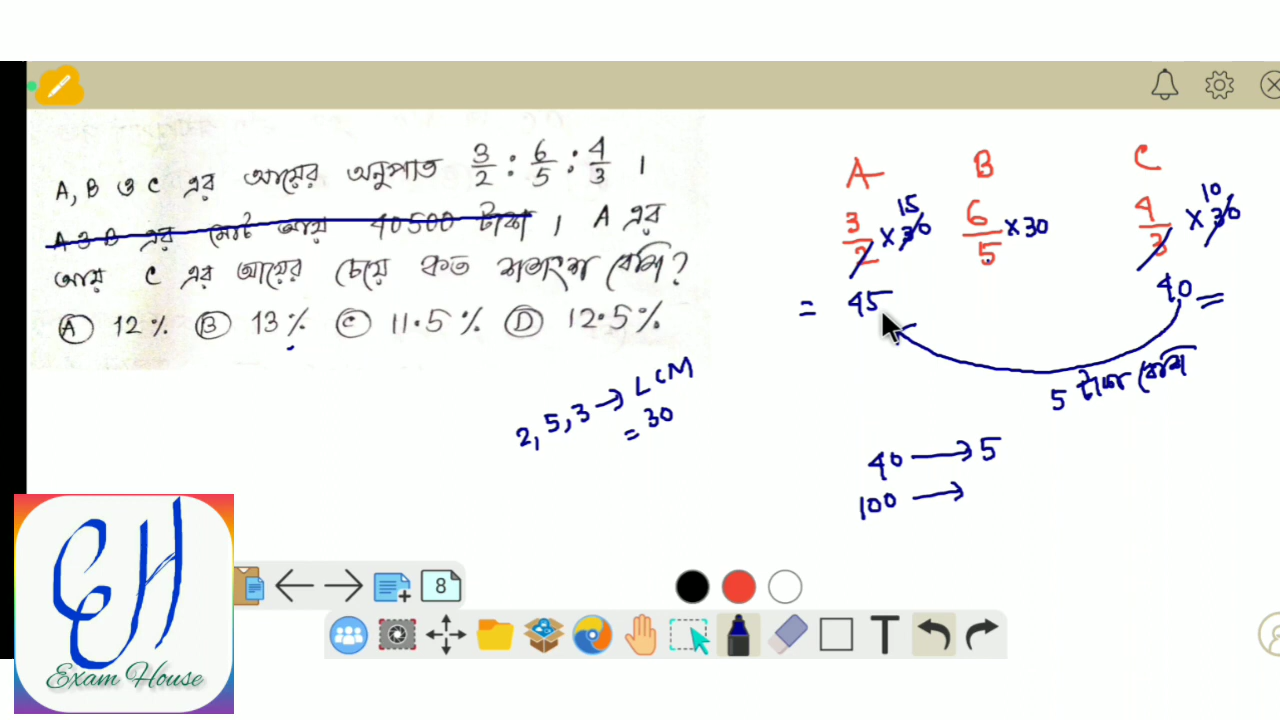 A, B ও C এর আয়ের অনুপাত 3/2 : 6/5 : 4/3 ।
A ও B এর মোট আয় 40500 টাকা । A এর
আয় C এর আয়ের চেয়ে কত শতাংশ বেশি?
A 12% B 13% C 11.5% D 12.5%
2, 5, 3 → LCM
= 30
A B C
3/2 × 30 15 6/5 × 30 4/3 × 30 10
= 45 40 =
5 টাকা বেশি
40 → 5
100 →
8
T
EH
Exam House